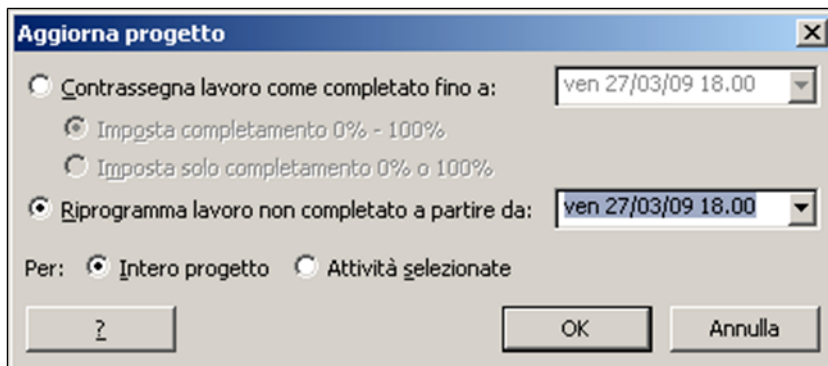 Aggiorna progetto
Contrassegna lavoro come completato fino a: ven 27/03/09 18.00
Imposta completamento 0% - 100%
Imposta solo completamento 0% o 100%
Riprogramma lavoro non completato a partire da: ven 27/03/09 18.00
Per: Intero progetto Attività selezionate
? OK Annulla